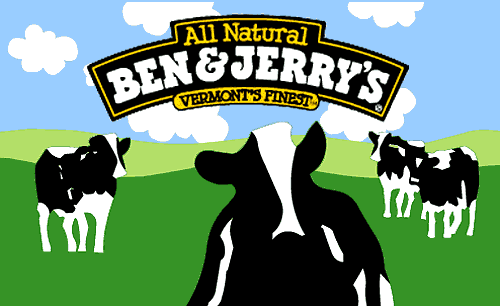 All Natural
BEN & JERRY'S
VERMONT'S FINEST